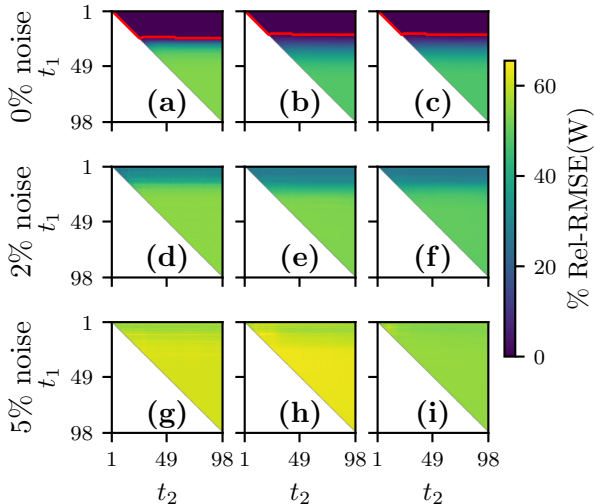 0% noise
t₁
1
49
98
(a)
(b)
(c)
2% noise
t₁
1
49
98
(d)
(e)
(f)
5% noise
t₁
1
49
98
(g)
(h)
(i)
1 49 98
1 49 98
1 49 98
t₂
t₂
t₂
60
40
20
0
% Rel-RMSE(W)